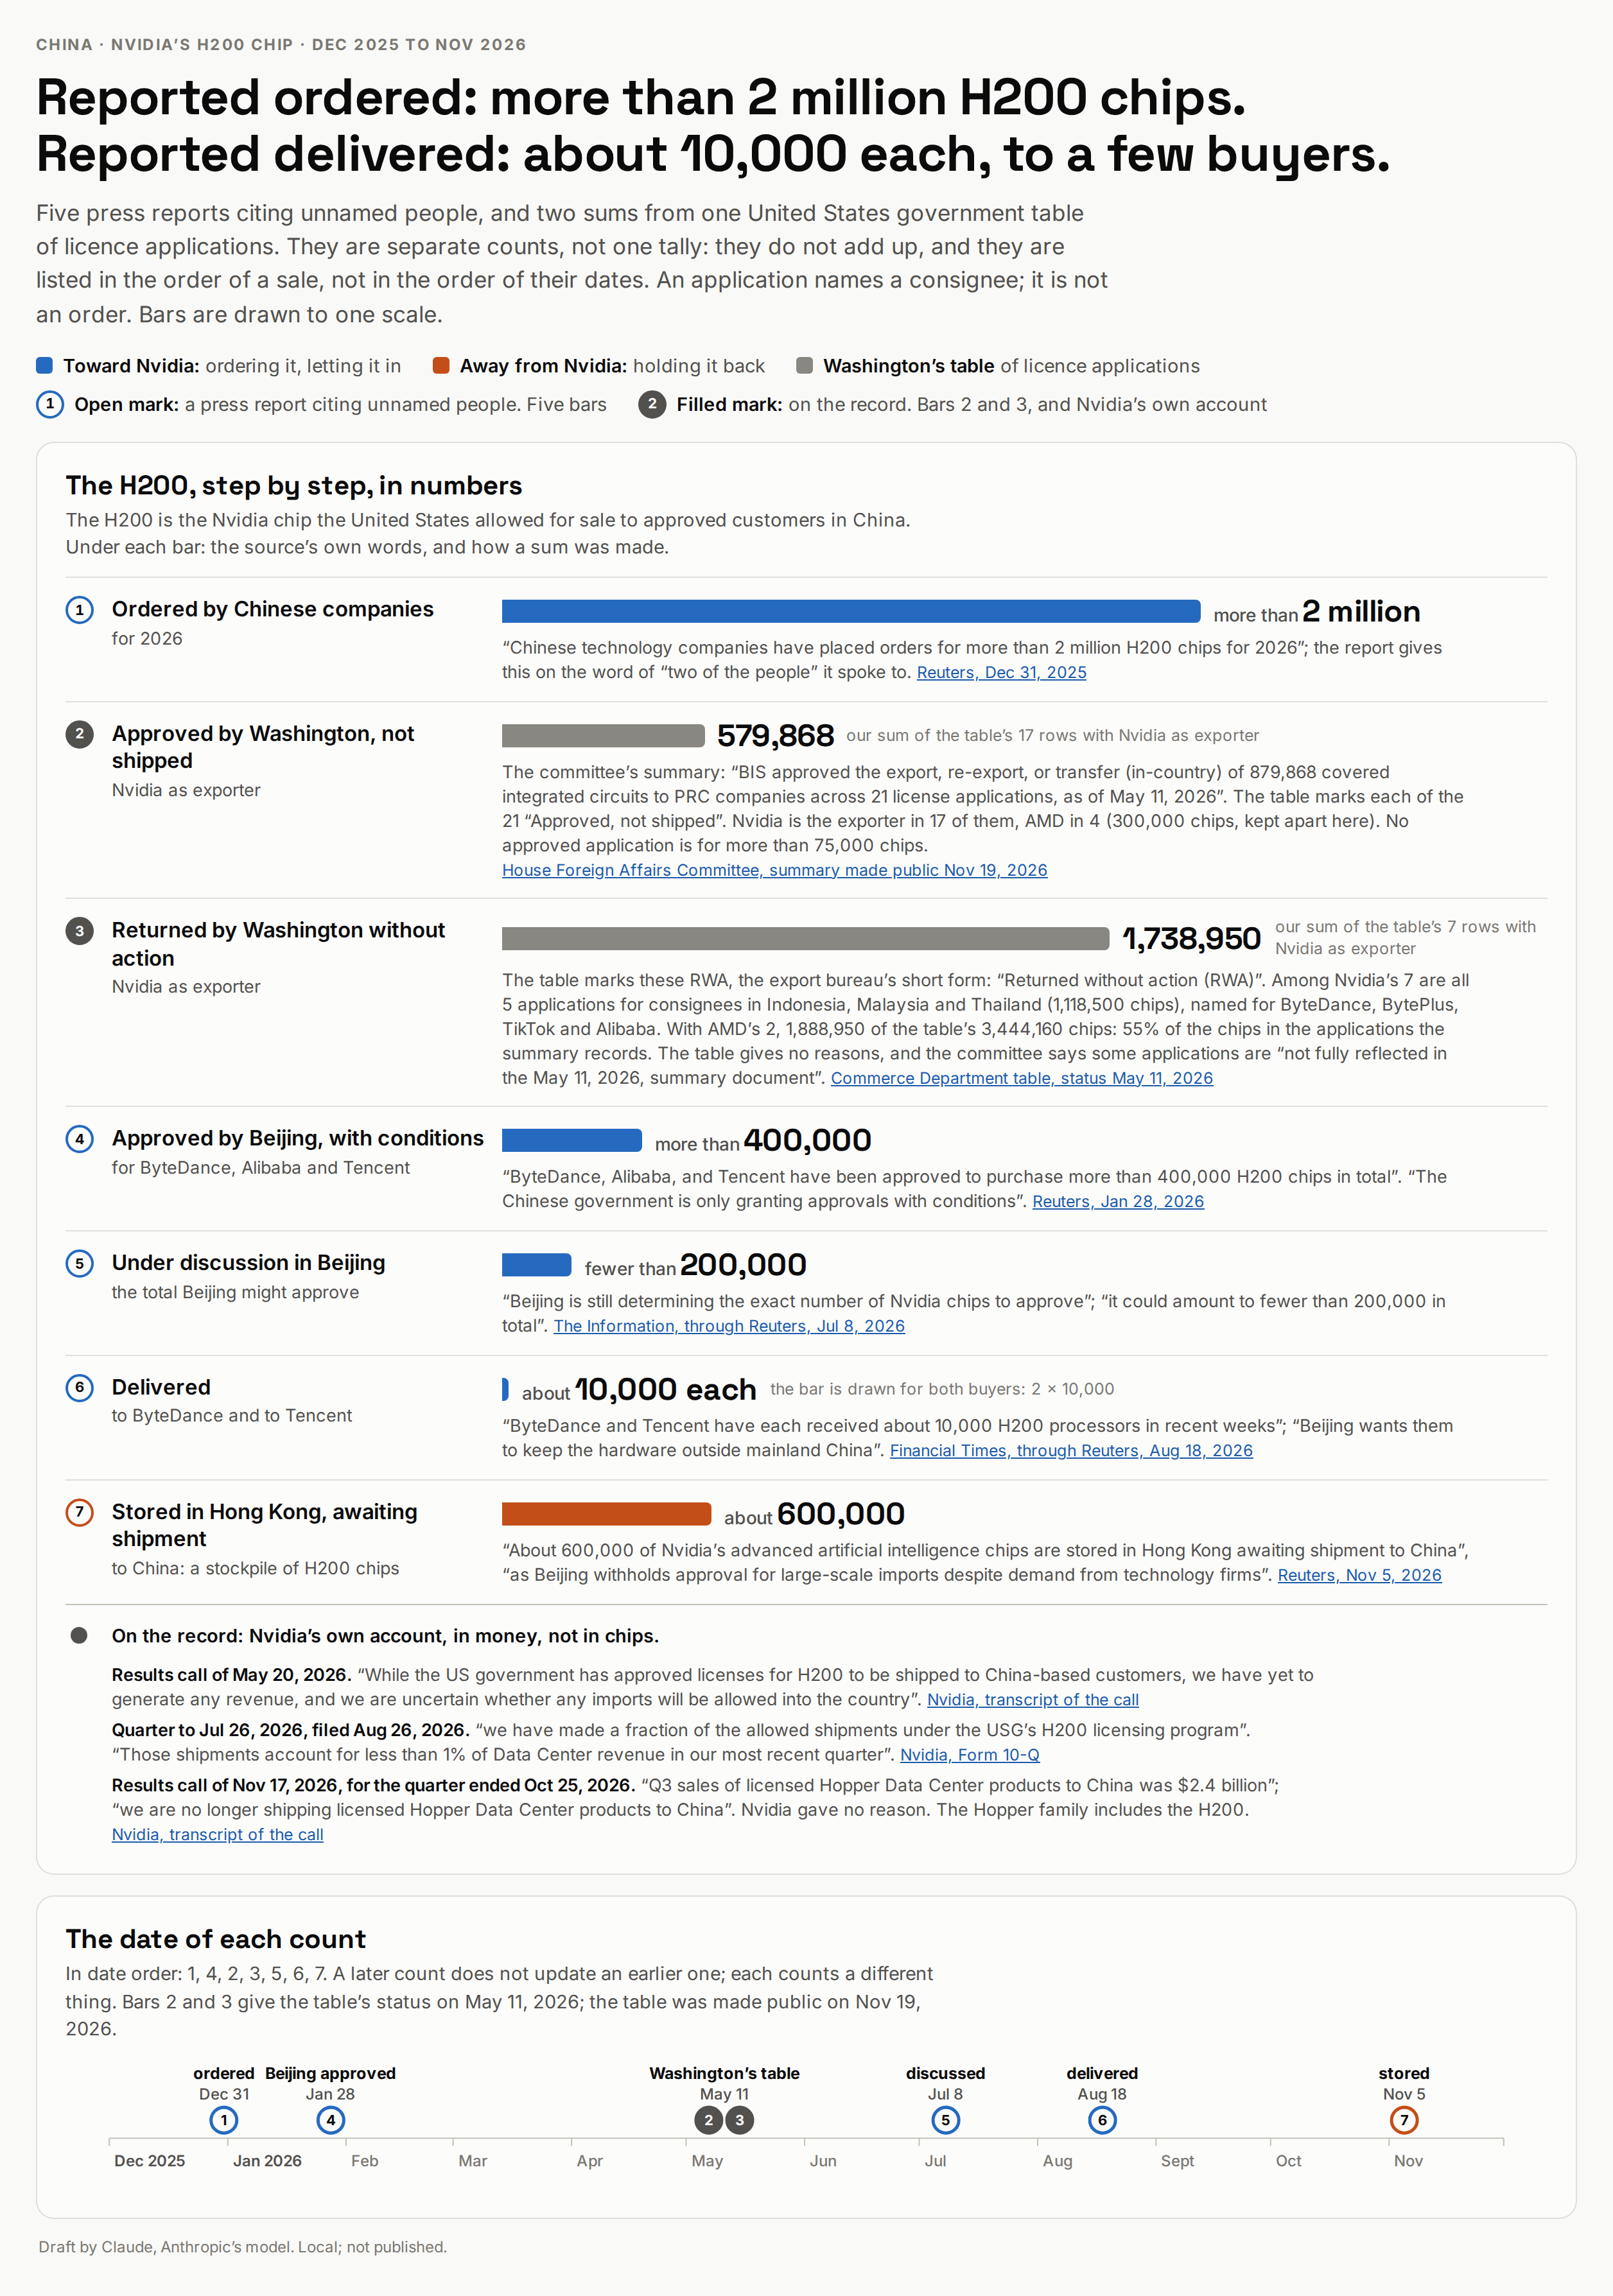 CHINA · NVIDIA’S H200 CHIP · DEC 2025 TO NOV 2026
Reported ordered: more than 2 million H200 chips.
Reported delivered: about 10,000 each, to a few buyers.
Five press reports citing unnamed people, and two sums from one United States government table
of licence applications. They are separate counts, not one tally: they do not add up, and they are
listed in the order of a sale, not in the order of their dates. An application names a consignee; it is not
an order. Bars are drawn to one scale.
Toward Nvidia: ordering it, letting it in Away from Nvidia: holding it back Washington’s table of licence applications
1 Open mark: a press report citing unnamed people. Five bars 2 Filled mark: on the record. Bars 2 and 3, and Nvidia’s own account
The H200, step by step, in numbers
The H200 is the Nvidia chip the United States allowed for sale to approved customers in China.
Under each bar: the source’s own words, and how a sum was made.
1 Ordered by Chinese companies
for 2026
more than 2 million
“Chinese technology companies have placed orders for more than 2 million H200 chips for 2026”; the report gives
this on the word of “two of the people” it spoke to. Reuters, Dec 31, 2025
2 Approved by Washington, not
shipped
Nvidia as exporter
579,868 our sum of the table’s 17 rows with Nvidia as exporter
The committee’s summary: “BIS approved the export, re-export, or transfer (in-country) of 879,868 covered
integrated circuits to PRC companies across 21 license applications, as of May 11, 2026”. The table marks each of the
21 “Approved, not shipped”. Nvidia is the exporter in 17 of them, AMD in 4 (300,000 chips, kept apart here). No
approved application is for more than 75,000 chips.
House Foreign Affairs Committee, summary made public Nov 19, 2026
3 Returned by Washington without
action
Nvidia as exporter
1,738,950 our sum of the table’s 7 rows with
Nvidia as exporter
The table marks these RWA, the export bureau’s short form: “Returned without action (RWA)”. Among Nvidia’s 7 are all
5 applications for consignees in Indonesia, Malaysia and Thailand (1,118,500 chips), named for ByteDance, BytePlus,
TikTok and Alibaba. With AMD’s 2, 1,888,950 of the table’s 3,444,160 chips: 55% of the chips in the applications the
summary records. The table gives no reasons, and the committee says some applications are “not fully reflected in
the May 11, 2026, summary document”. Commerce Department table, status May 11, 2026
4 Approved by Beijing, with conditions
for ByteDance, Alibaba and Tencent
more than 400,000
“ByteDance, Alibaba, and Tencent have been approved to purchase more than 400,000 H200 chips in total”. “The
Chinese government is only granting approvals with conditions”. Reuters, Jan 28, 2026
5 Under discussion in Beijing
the total Beijing might approve
fewer than 200,000
“Beijing is still determining the exact number of Nvidia chips to approve”; “it could amount to fewer than 200,000 in
total”. The Information, through Reuters, Jul 8, 2026
6 Delivered
to ByteDance and to Tencent
about 10,000 each the bar is drawn for both buyers: 2 × 10,000
“ByteDance and Tencent have each received about 10,000 H200 processors in recent weeks”; “Beijing wants them
to keep the hardware outside mainland China”. Financial Times, through Reuters, Aug 18, 2026
7 Stored in Hong Kong, awaiting
shipment
to China: a stockpile of H200 chips
about 600,000
“About 600,000 of Nvidia’s advanced artificial intelligence chips are stored in Hong Kong awaiting shipment to China”,
“as Beijing withholds approval for large-scale imports despite demand from technology firms”. Reuters, Nov 5, 2026
On the record: Nvidia’s own account, in money, not in chips.
Results call of May 20, 2026. “While the US government has approved licenses for H200 to be shipped to China-based customers, we have yet to
generate any revenue, and we are uncertain whether any imports will be allowed into the country”. Nvidia, transcript of the call
Quarter to Jul 26, 2026, filed Aug 26, 2026. “we have made a fraction of the allowed shipments under the USG’s H200 licensing program”.
“Those shipments account for less than 1% of Data Center revenue in our most recent quarter”. Nvidia, Form 10-Q
Results call of Nov 17, 2026, for the quarter ended Oct 25, 2026. “Q3 sales of licensed Hopper Data Center products to China was $2.4 billion”;
“we are no longer shipping licensed Hopper Data Center products to China”. Nvidia gave no reason. The Hopper family includes the H200.
Nvidia, transcript of the call
The date of each count
In date order: 1, 4, 2, 3, 5, 6, 7. A later count does not update an earlier one; each counts a different
thing. Bars 2 and 3 give the table’s status on May 11, 2026; the table was made public on Nov 19,
2026.
ordered Beijing approved Washington’s table discussed delivered stored
Dec 31 Jan 28 May 11 Jul 8 Aug 18 Nov 5
1 4 2 3 5 6 7
Dec 2025 Jan 2026 Feb Mar Apr May Jun Jul Aug Sept Oct Nov
Draft by Claude, Anthropic’s model. Local; not published.